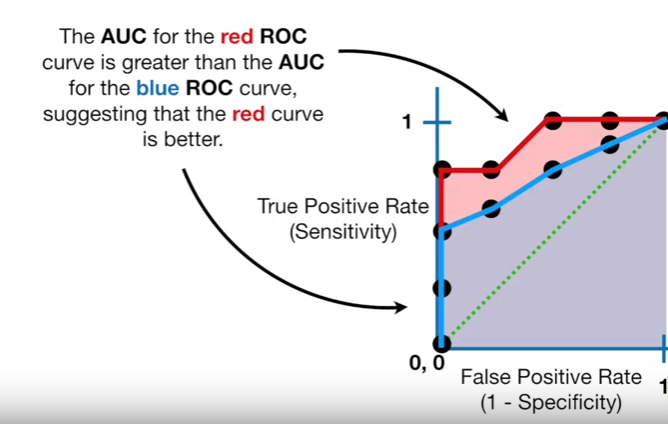 The AUC for the red ROC
curve is greater than the AUC
for the blue ROC curve,
suggesting that the red curve
is better.
1
True Positive Rate
(Sensitivity)
0, 0
False Positive Rate
1
(1 - Specificity)